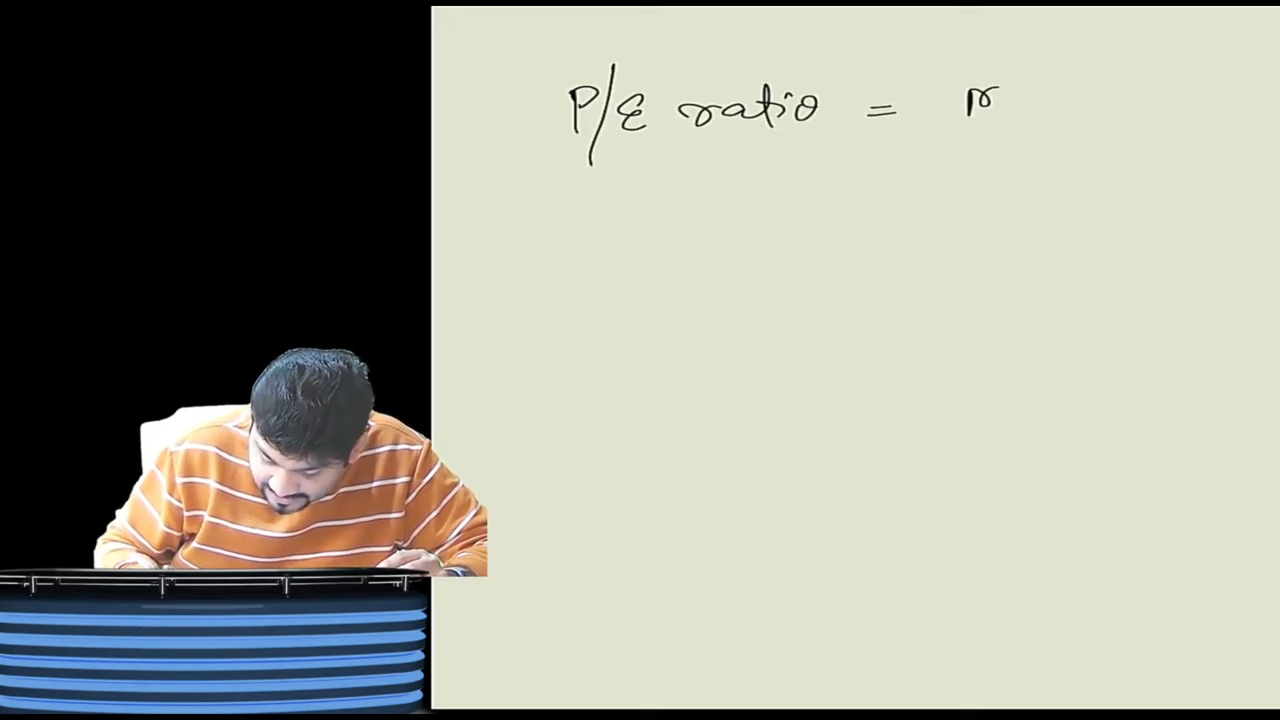 P/E ratio =